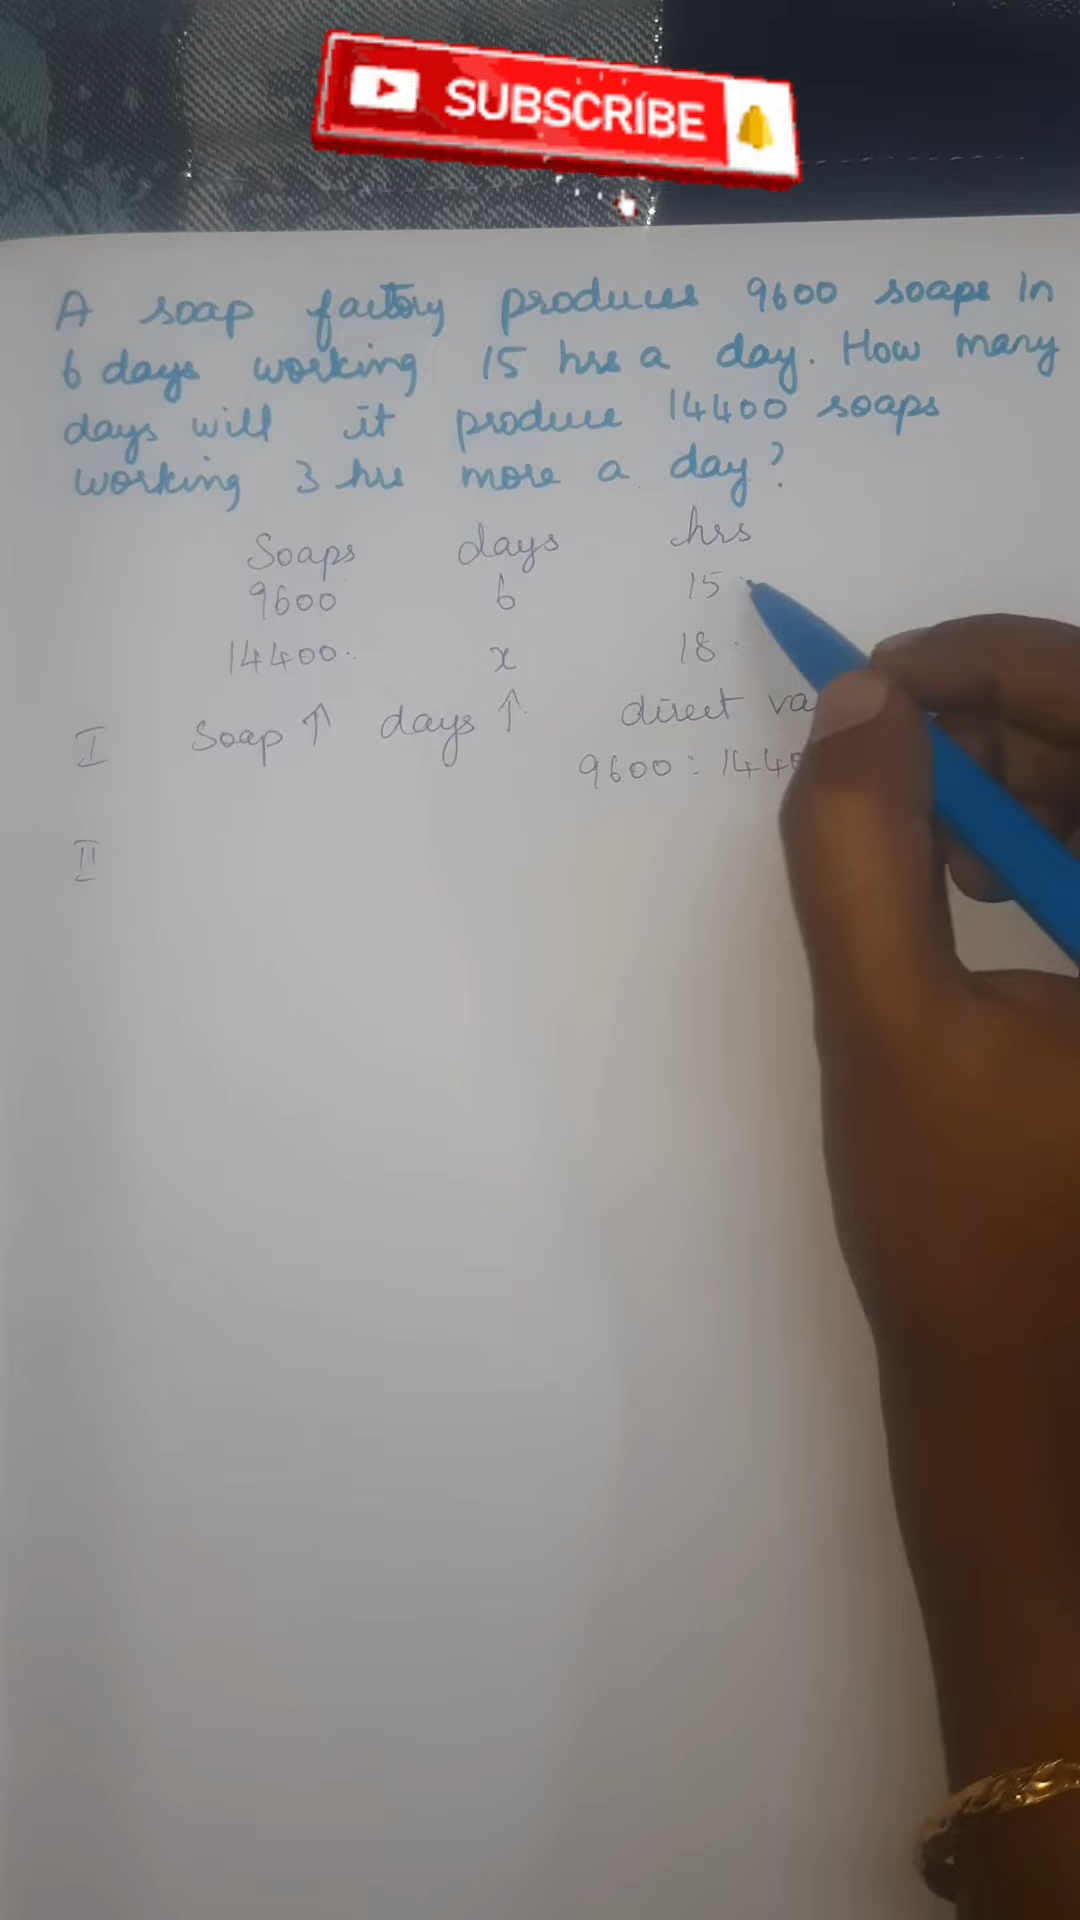 SUBSCRIBE
A soap factory produces 9600 soaps in
6 days working 15 hrs a day. How many
days will it produce 14400 soaps
working 3 hrs more a day?
Soaps days hrs
9600 6 15
14400 x 18
I Soap ↑ days ↑ direct
9600 :
II